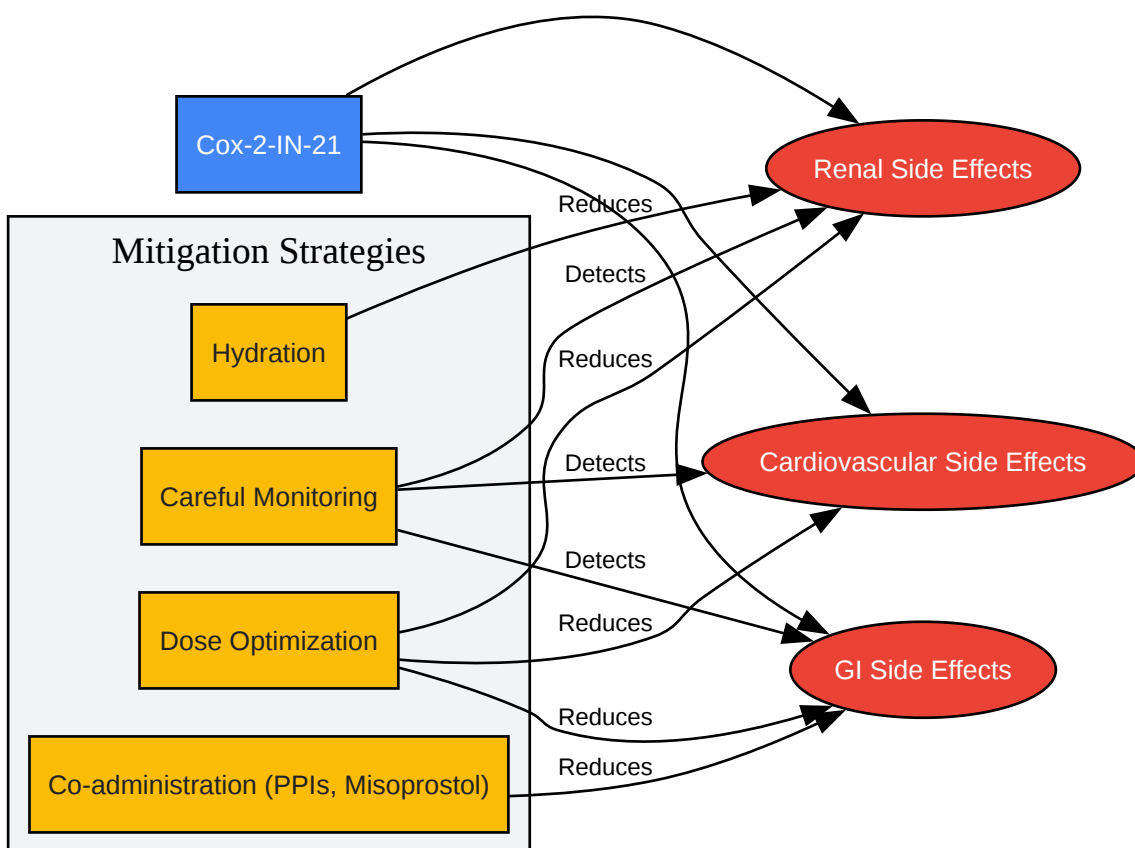 Cox-2-IN-21
Renal Side Effects
Reduces
Mitigation Strategies
Detects
Hydration
Reduces
Cardiovascular Side Effects
Detects
Careful Monitoring
Detects
Reduces
Dose Optimization
GI Side Effects
Reduces
Reduces
Co-administration (PPIs, Misoprostol)